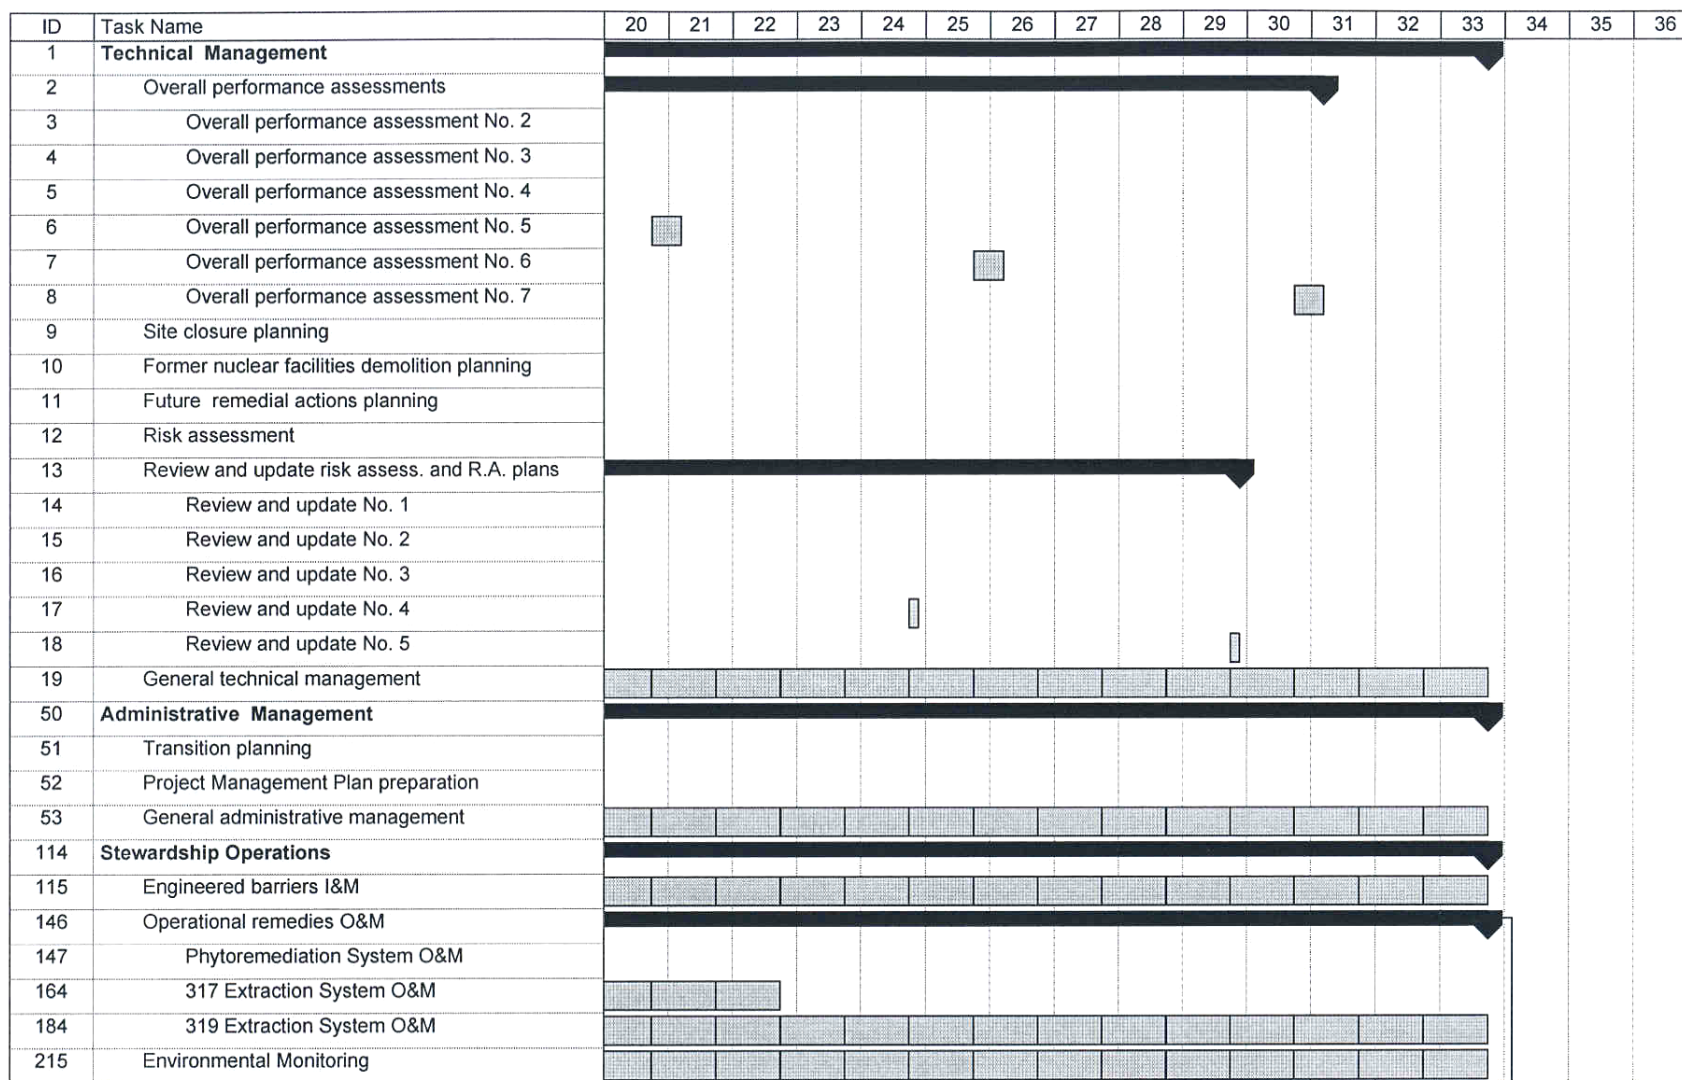 ID Task Name 20 21 22 23 24 25 26 27 28 29 30 31 32 33 34 35 36
1 Technical Management
2 Overall performance assessments
3 Overall performance assessment No. 2
4 Overall performance assessment No. 3
5 Overall performance assessment No. 4
6 Overall performance assessment No. 5
7 Overall performance assessment No. 6
8 Overall performance assessment No. 7
9 Site closure planning
10 Former nuclear facilities demolition planning
11 Future remedial actions planning
12 Risk assessment
13 Review and update risk assess. and R.A. plans
14 Review and update No. 1
15 Review and update No. 2
16 Review and update No. 3
17 Review and update No. 4
18 Review and update No. 5
19 General technical management
50 Administrative Management
51 Transition planning
52 Project Management Plan preparation
53 General administrative management
114 Stewardship Operations
115 Engineered barriers I&M
146 Operational remedies O&M
147 Phytoremediation System O&M
164 317 Extraction System O&M
184 319 Extraction System O&M
215 Environmental Monitoring